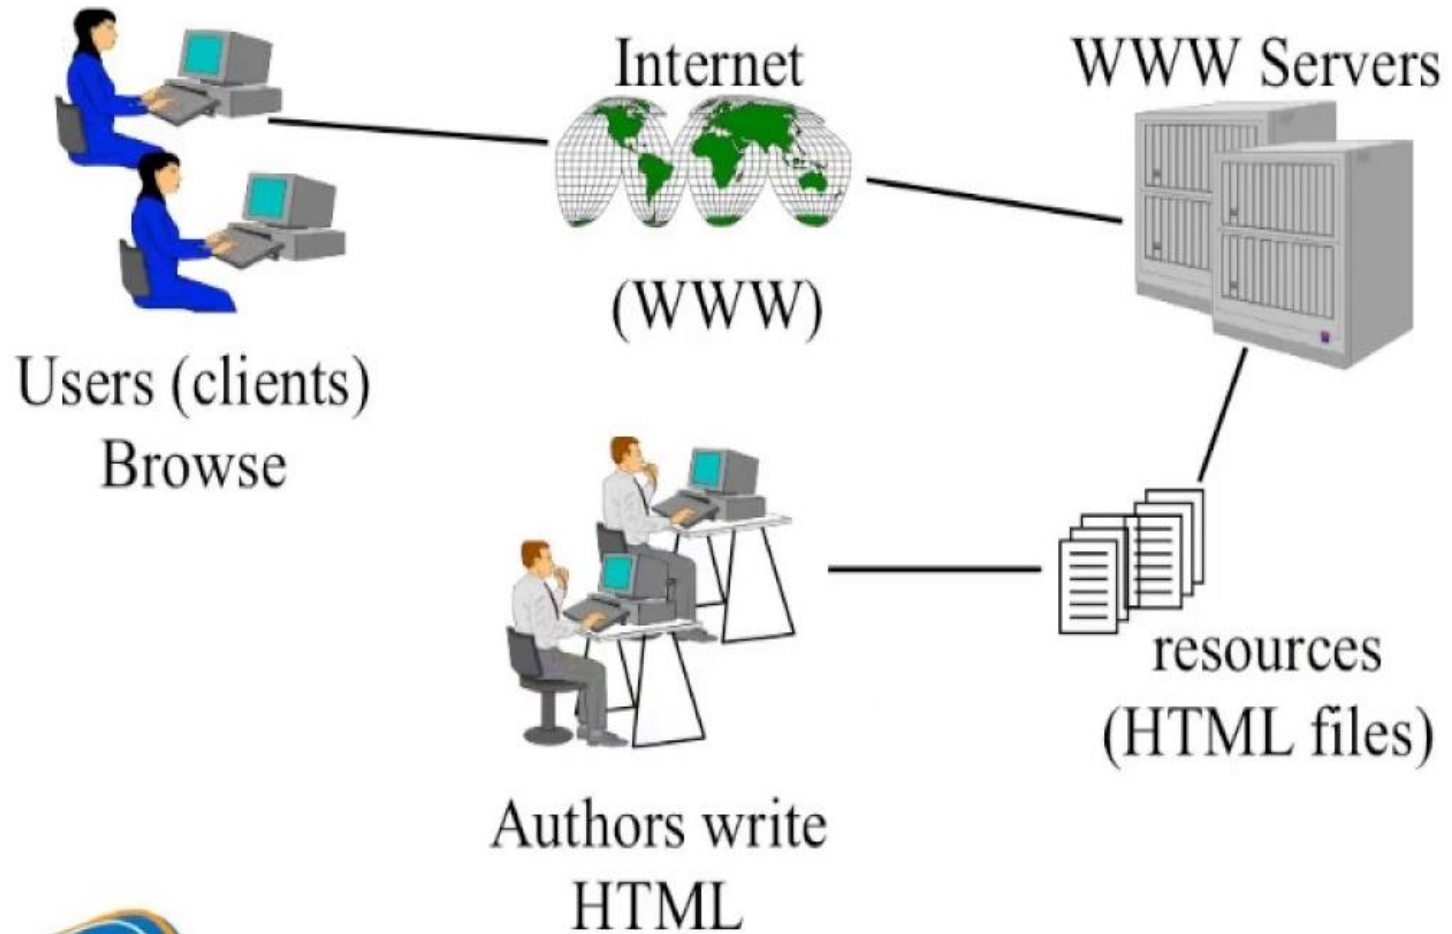 Internet
WWW Servers
(WWW)
Users (clients)
Browse
resources
(HTML files)
Authors write
HTML